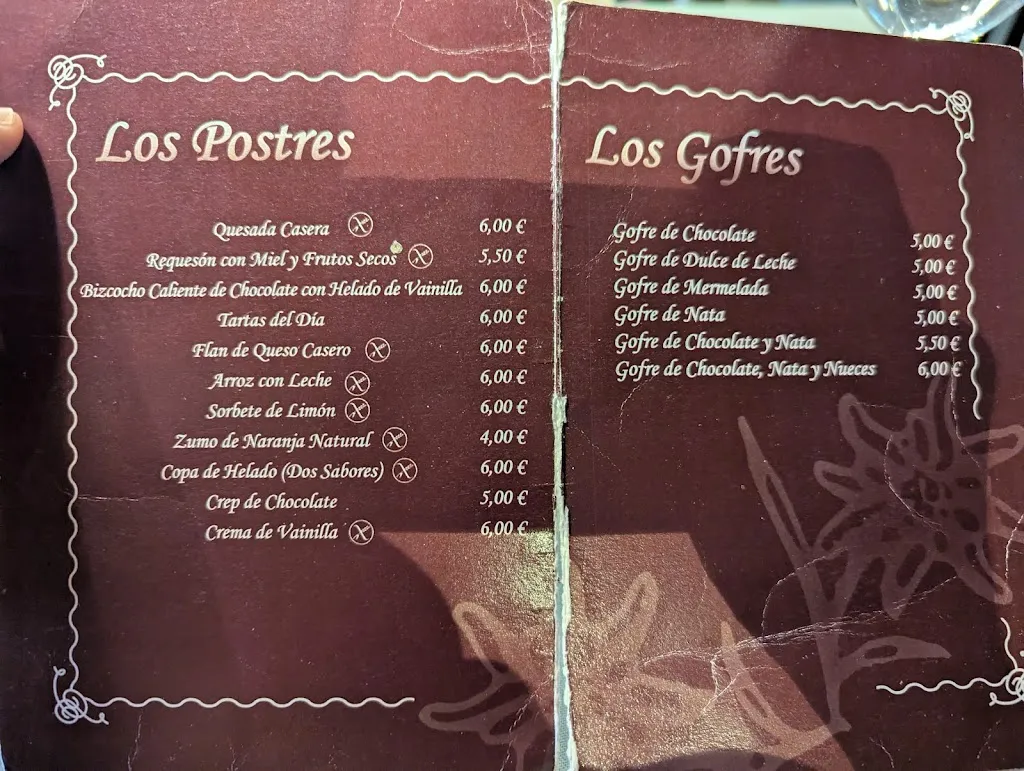 Los Postres
Quesada Casera 6,00 €
Requesón con Miel y Frutos Secos 5,50 €
Bizcocho Caliente de Chocolate con Helado de Vainilla 6,00 €
Tartas del Día 6,00 €
Flan de Queso Casero 6,00 €
Arroz con Leche 6,00 €
Sorbete de Limón 6,00 €
Zumo de Naranja Natural 4,00 €
Copa de Helado (Dos Sabores) 6,00 €
Crep de Chocolate 5,00 €
Crema de Vainilla 6,00 €
Los Gofres
Gofre de Chocolate 5,00 €
Gofre de Dulce de Leche 5,00 €
Gofre de Mermelada 5,00 €
Gofre de Nata 5,00 €
Gofre de Chocolate y Nata 5,50 €
Gofre de Chocolate, Nata y Nueces 6,00 €